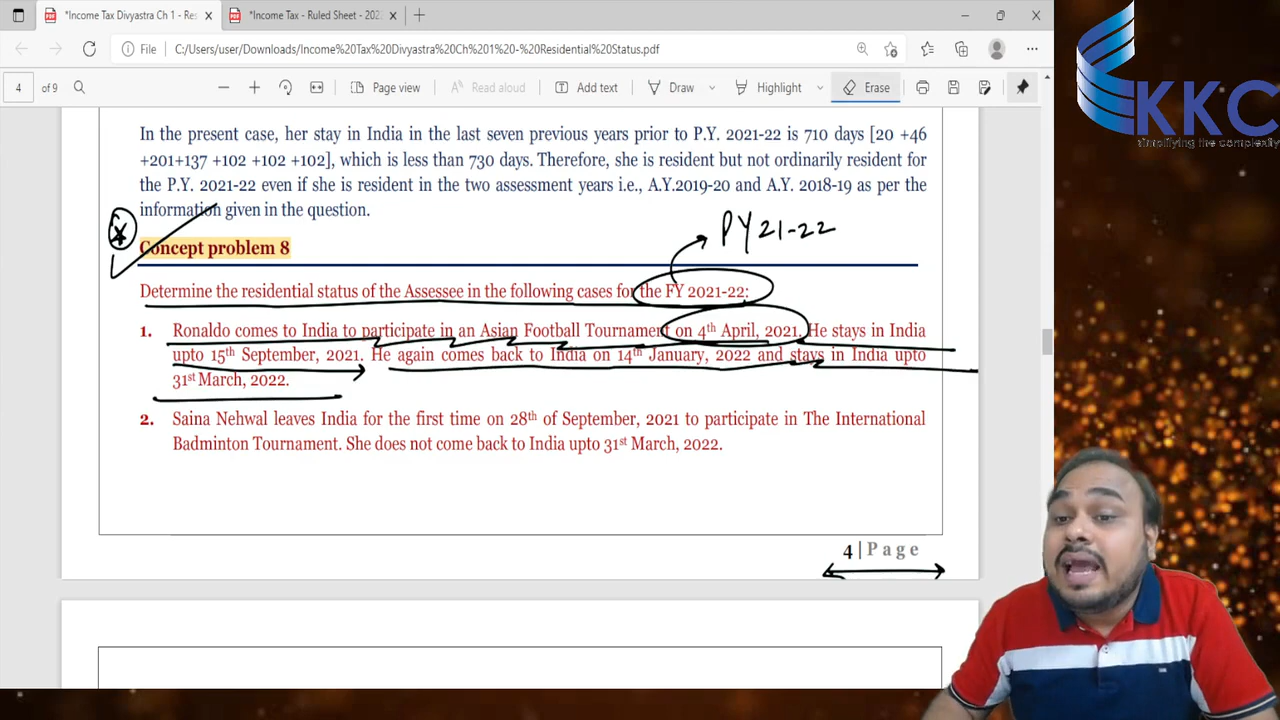 *Income Tax Divyastra Ch 1 - Res
*Income Tax - Ruled Sheet - 202
File
C:/Users/user/Downloads/Income%20Tax%20Divyastra%20Ch%201%20-%20Residential%20Status.pdf
4 of 9
Page view
Read aloud
Add text
Draw
Highlight
Erase
KKC
simplifying the complexity
In the present case, her stay in India in the last seven previous years prior to P.Y. 2021-22 is 710 days [20 +46
+201+137 +102 +102 +102], which is less than 730 days. Therefore, she is resident but not ordinarily resident for
the P.Y. 2021-22 even if she is resident in the two assessment years i.e., A.Y.2019-20 and A.Y. 2018-19 as per the
information given in the question.
PY 21-22
Concept problem 8
Determine the residential status of the Assessee in the following cases for the FY 2021-22:
1. Ronaldo comes to India to participate in an Asian Football Tournament on 4th April, 2021. He stays in India
upto 15th September, 2021. He again comes back to India on 14th January, 2022 and stays in India upto
31st March, 2022.
2. Saina Nehwal leaves India for the first time on 28th of September, 2021 to participate in The International
Badminton Tournament. She does not come back to India upto 31st March, 2022.
4 | Page